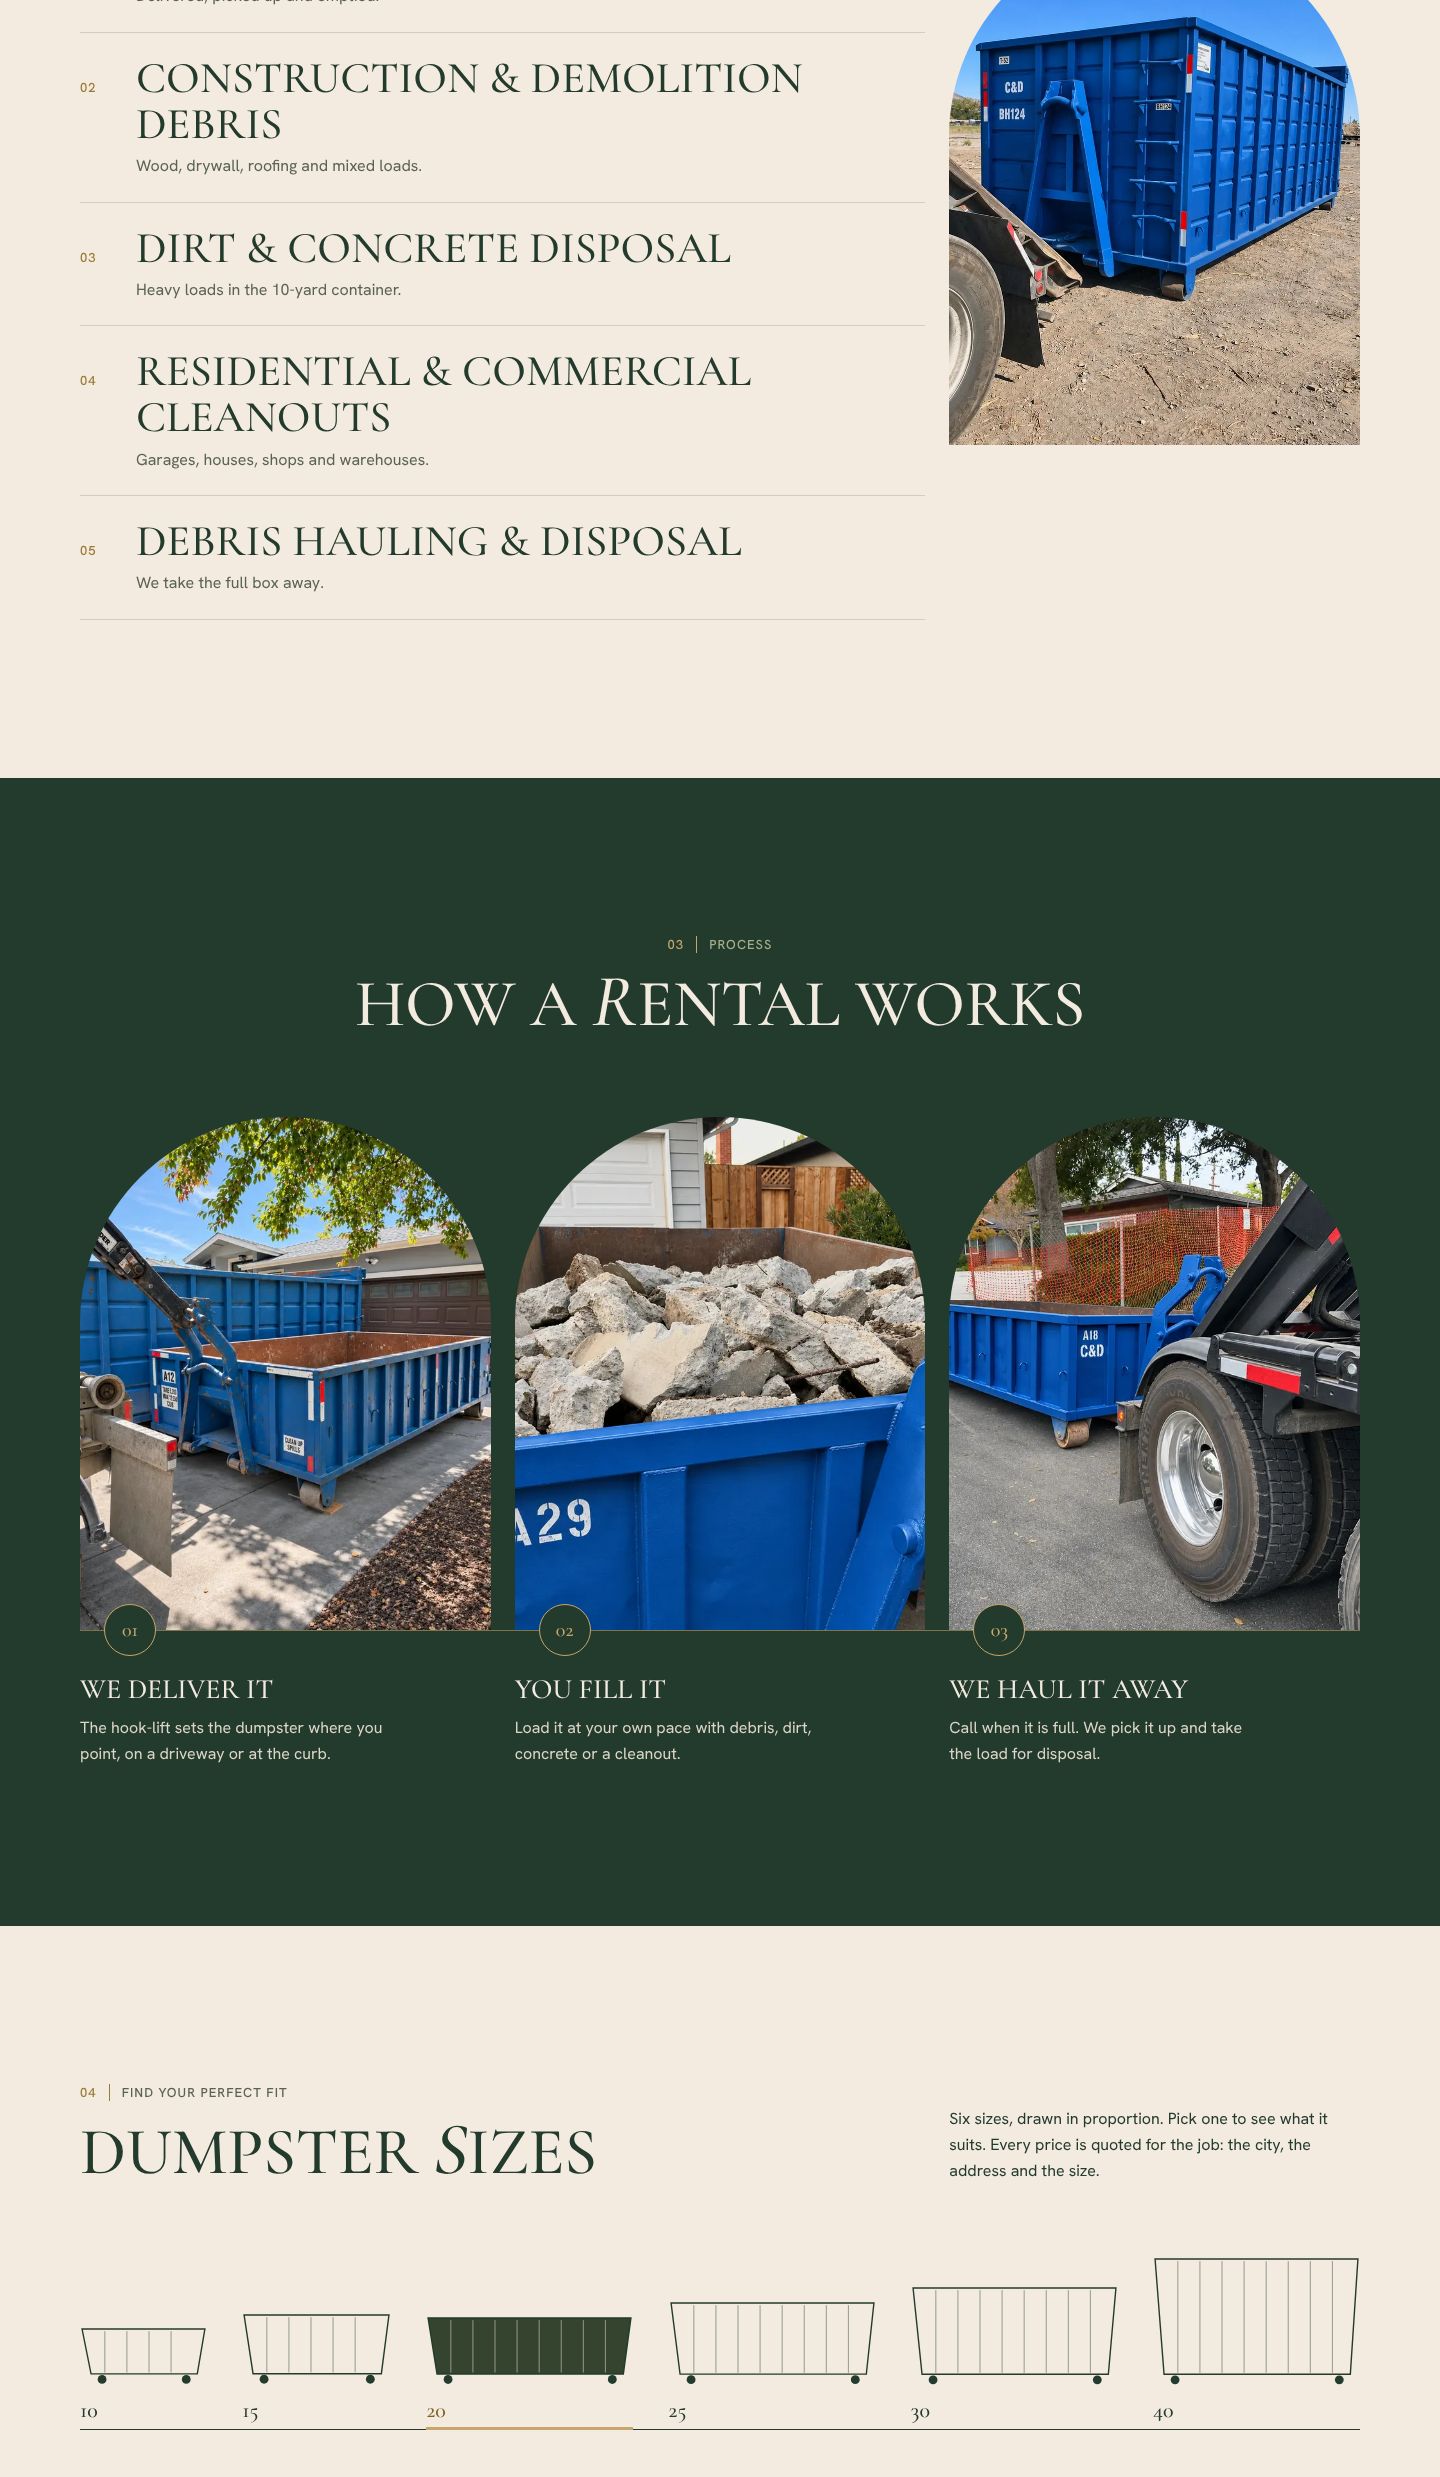 02
CONSTRUCTION & DEMOLITION
DEBRIS
Wood, drywall, roofing and mixed loads.
C&D
BH124
BH124
03
DIRT & CONCRETE DISPOSAL
Heavy loads in the 10-yard container.
04
RESIDENTIAL & COMMERCIAL
CLEANOUTS
Garages, houses, shops and warehouses.
05
DEBRIS HAULING & DISPOSAL
We take the full box away.
03 | PROCESS
HOW A RENTAL WORKS
A12
CLEAN-UP
SPILLS
A29
A18
C&D
01
02
03
WE DELIVER IT
The hook-lift sets the dumpster where you
point, on a driveway or at the curb.
YOU FILL IT
Load it at your own pace with debris, dirt,
concrete or a cleanout.
WE HAUL IT AWAY
Call when it is full. We pick it up and take
the load for disposal.
04 | FIND YOUR PERFECT FIT
DUMPSTER SIZES
Six sizes, drawn in proportion. Pick one to see what it
suits. Every price is quoted for the job: the city, the
address and the size.
10
15
20
25
30
40